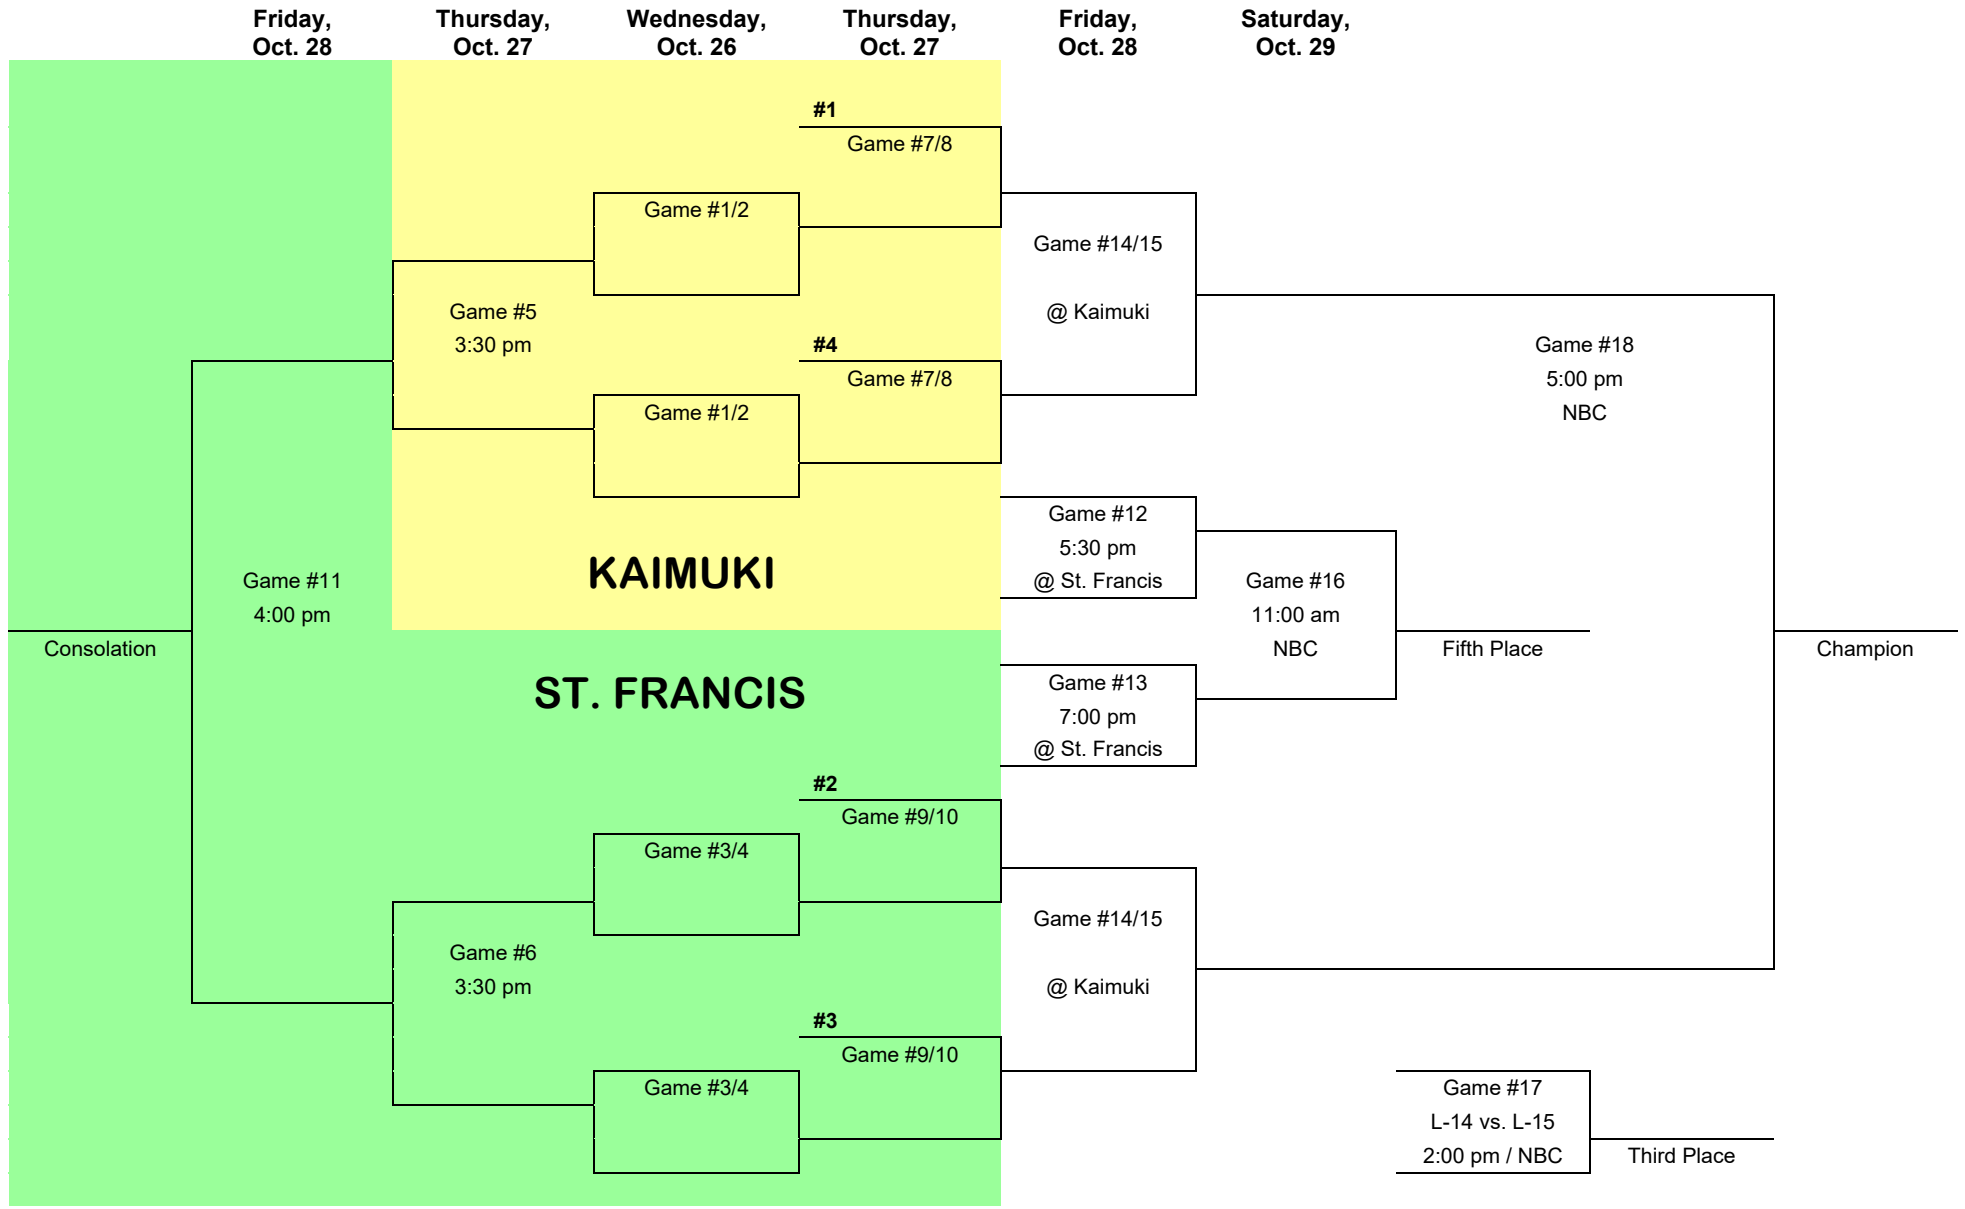 Friday, Thursday, Wednesday, Thursday, Friday, Saturday,
Oct. 28 Oct. 27 Oct. 26 Oct. 27 Oct. 28 Oct. 29
#1
Game #7/8
Game #1/2
Game #14/15
Game #5 @ Kaimuki
3:30 pm #4 Game #18
Game #7/8 5:00 pm
Game #1/2 NBC
Game #12
5:30 pm
KAIMUKI
Game #11 @ St. Francis Game #16
4:00 pm 11:00 am
Consolation NBC Fifth Place Champion
ST. FRANCIS
Game #13
7:00 pm
@ St. Francis
#2
Game #9/10
Game #3/4
Game #14/15
Game #6
3:30 pm @ Kaimuki
#3
Game #9/10
Game #3/4 Game #17
L-14 vs. L-15
2:00 pm / NBC Third Place